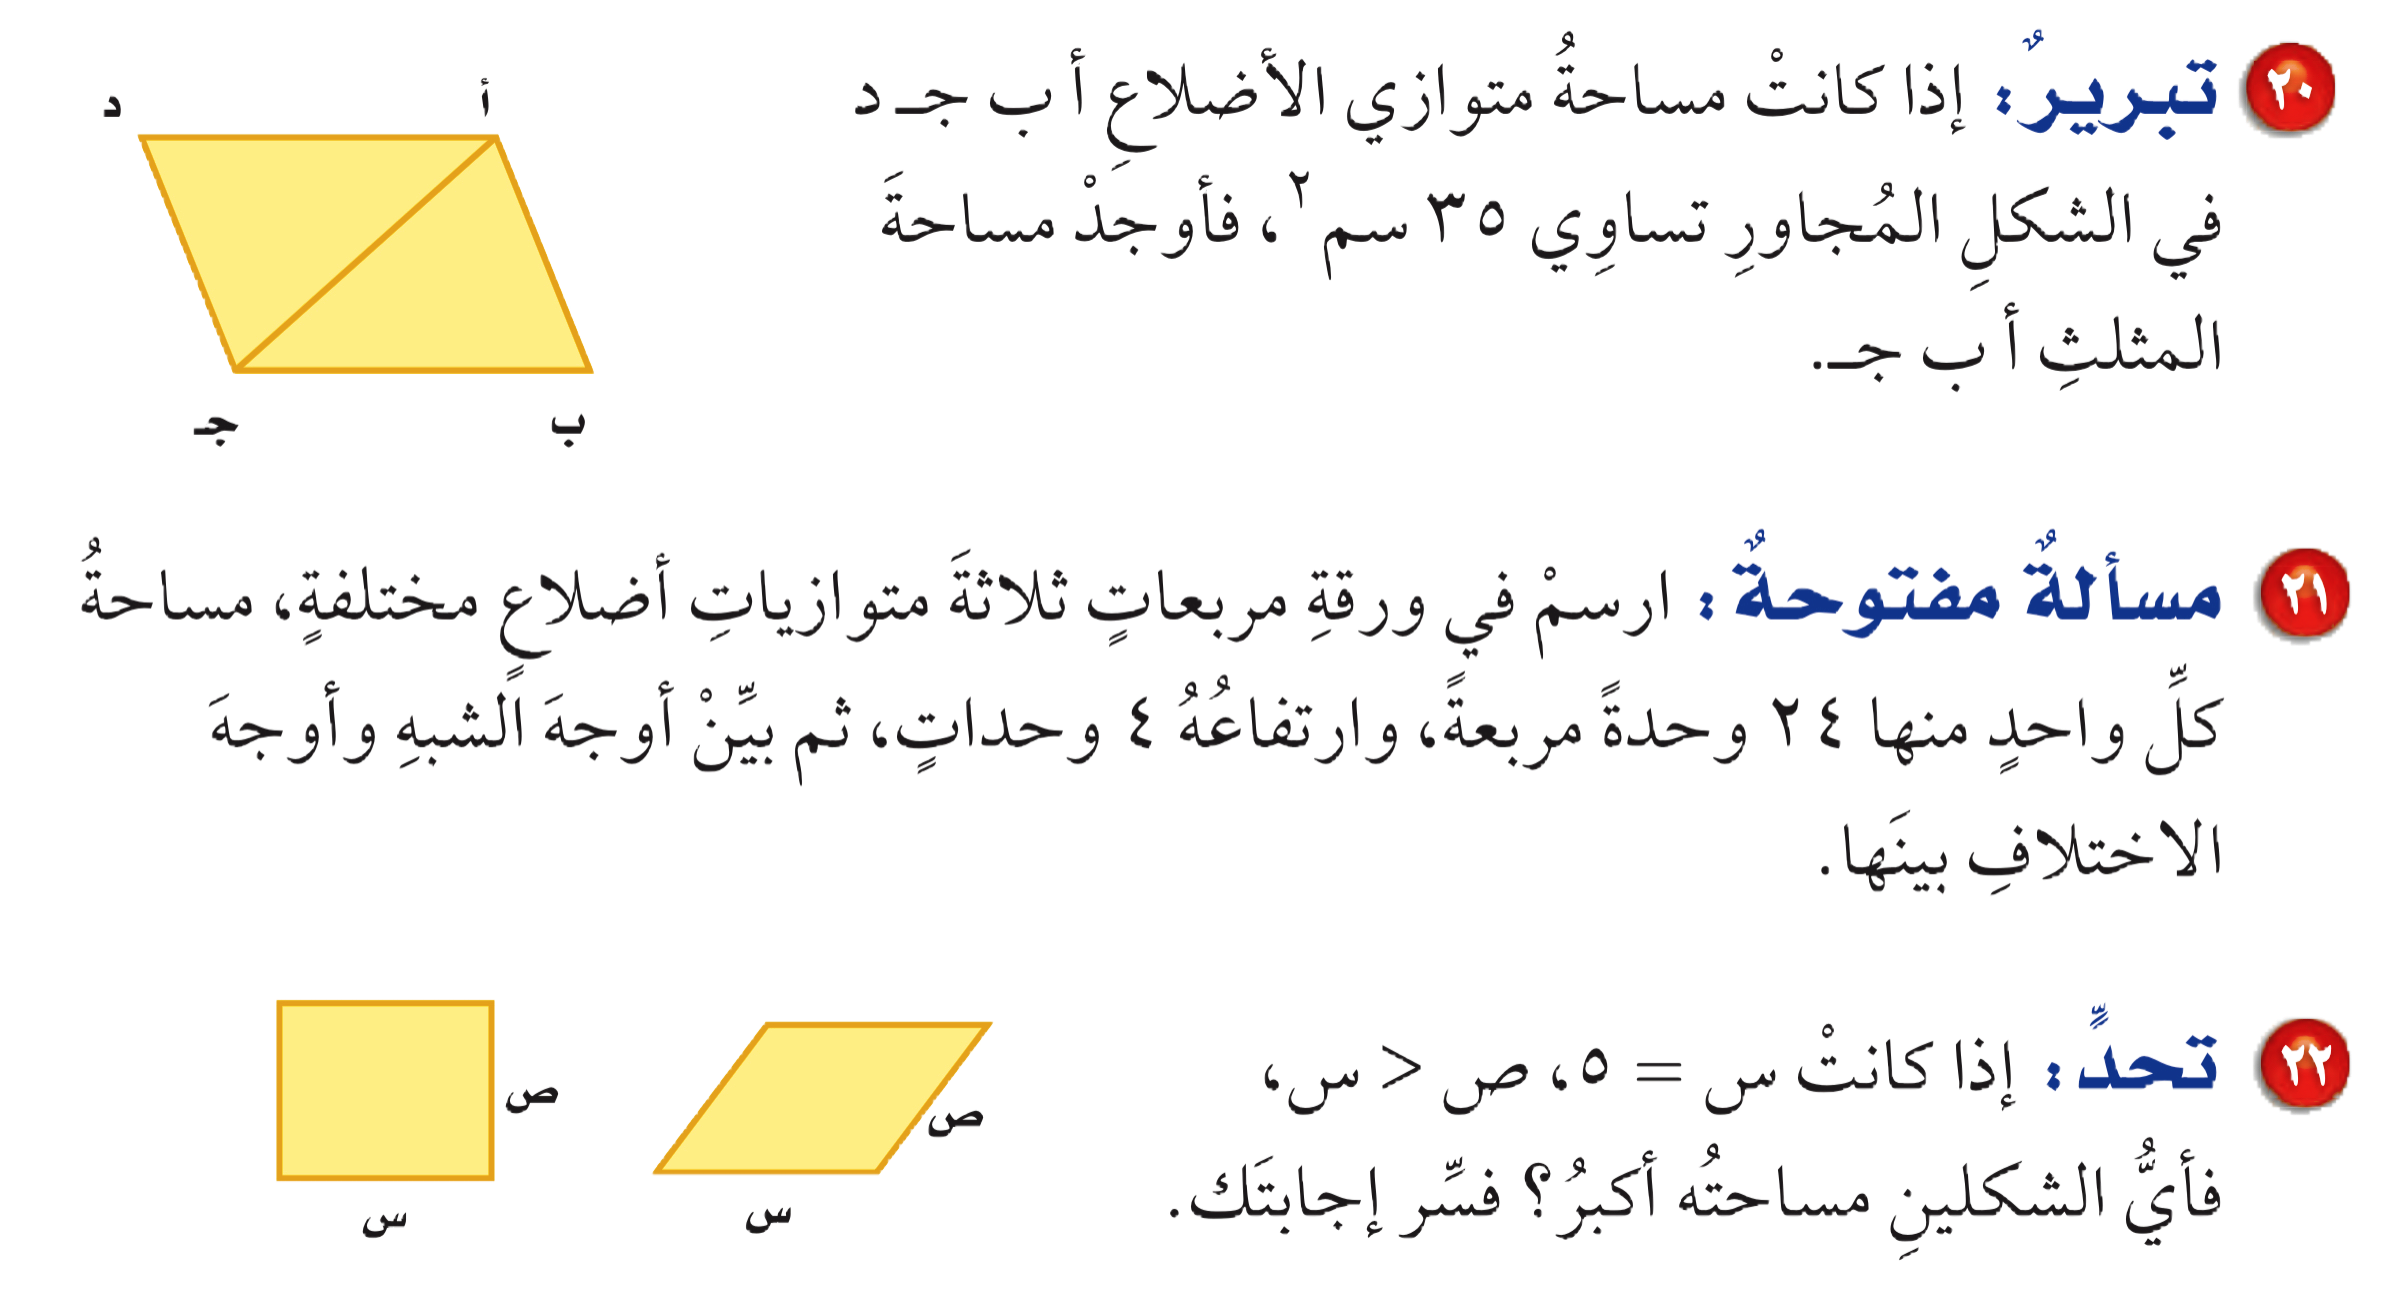 ٢٠ تبريرٌ: إذا كانتْ مساحةُ متوازي الأضلاعِ أ ب جـ د
في الشكلِ المُجاورِ تساوِي ٣٥ سم٢، فأوجدْ مساحةَ
المثلثِ أ ب جـ.
د أ
جـ ب
٢١ مسألةٌ مفتوحةٌ: ارسمْ في ورقةِ مربعاتٍ ثلاثةَ متوازياتِ أضلاعٍ مختلفةٍ، مساحةُ
كلِّ واحدٍ منها ٢٤ وحدةً مربعةً، وارتفاعُهُ ٤ وحداتٍ، ثم بيِّنْ أوجهَ الشبهِ وأوجهَ
الاختلافِ بينَها.
٢٢ تحدٍّ: إذا كانتْ س = ٥، ص < س،
فأيُّ الشكلينِ مساحتُه أكبرُ؟ فسِّر إجابتَك.
ص
س
ص
س